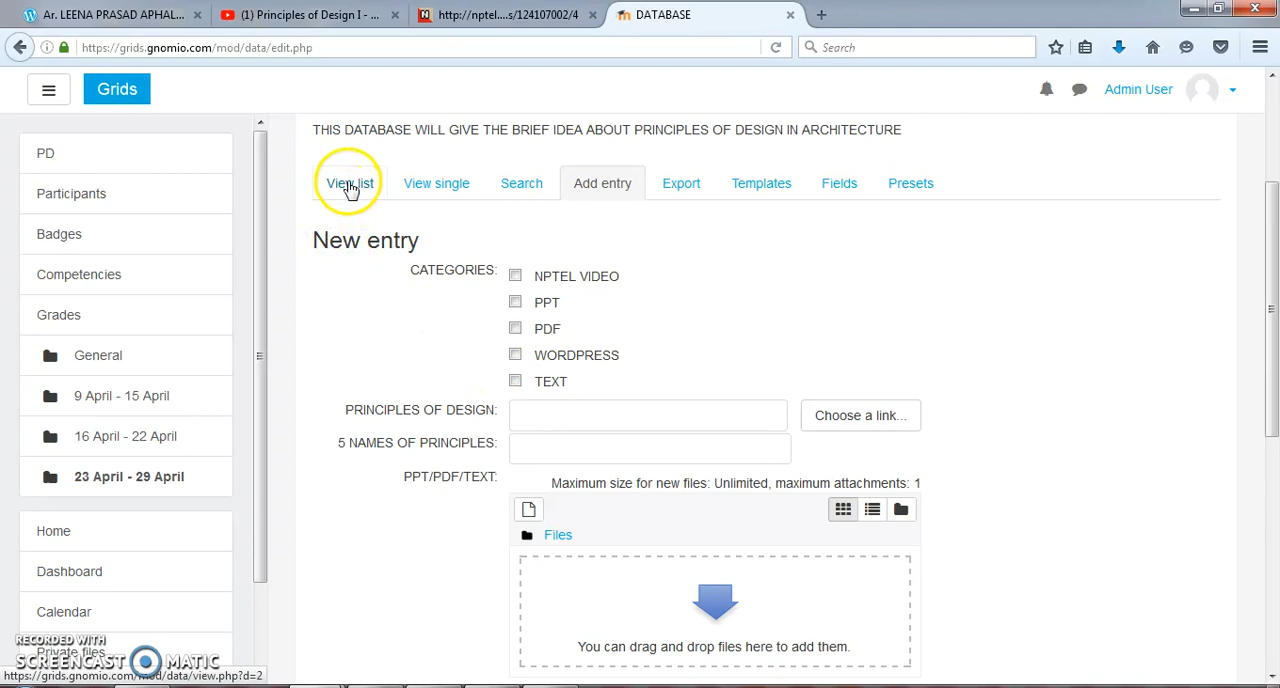 Ar. LEENA PRASAD APHAL...
(1) Principles of Design I - ...
http://nptel....s/124107002/4
DATABASE
https://grids.gnomio.com/mod/data/edit.php
Search
Grids
Admin User
THIS DATABASE WILL GIVE THE BRIEF IDEA ABOUT PRINCIPLES OF DESIGN IN ARCHITECTURE
PD
Participants
Badges
Competencies
Grades
General
9 April - 15 April
16 April - 22 April
23 April - 29 April
Home
Dashboard
Calendar
Private files
View list
View single
Search
Add entry
Export
Templates
Fields
Presets
New entry
CATEGORIES:
NPTEL VIDEO
PPT
PDF
WORDPRESS
TEXT
PRINCIPLES OF DESIGN:
Choose a link...
5 NAMES OF PRINCIPLES:
PPT/PDF/TEXT:
Maximum size for new files: Unlimited, maximum attachments: 1
Files
You can drag and drop files here to add them.
RECORDED WITH
SCREENCAST MATIC
https://grids.gnomio.com/mod/data/view.php?d=2